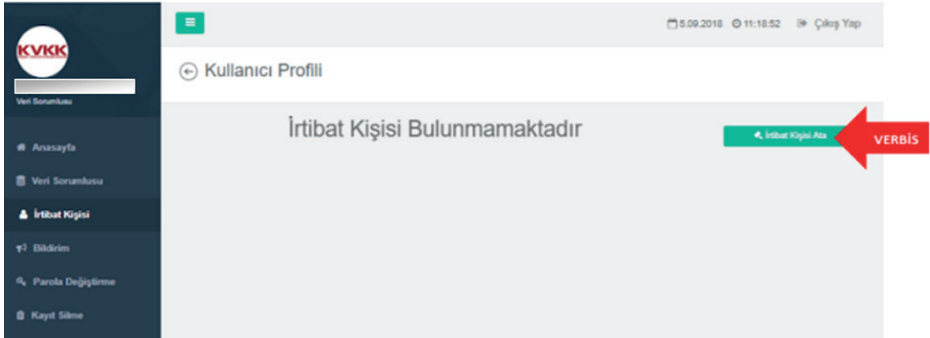 KVKK
Veri Sorumlusu
Anasayfa
Veri Sorumlusu
İrtibat Kişisi
Bildirim
Parola Değiştirme
Kayıt Silme
5.09.2018 11:18:52 Çıkış Yap
Kullanıcı Profili
İrtibat Kişisi Bulunmamaktadır
İrtibat Kişisi Ata
VERBİS